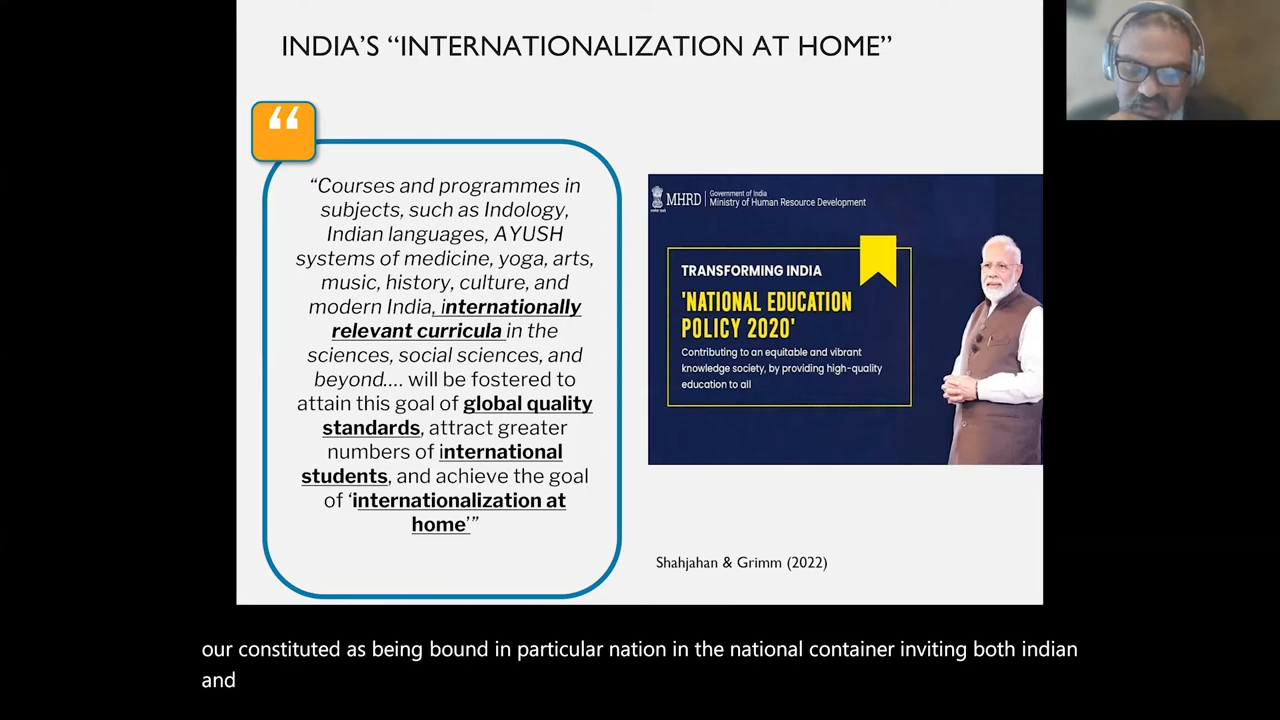 INDIA’S “INTERNATIONALIZATION AT HOME”
“
“Courses and programmes in
subjects, such as Indology,
Indian languages, AYUSH
systems of medicine, yoga, arts,
music, history, culture, and
modern India, internationally
relevant curricula in the
sciences, social sciences, and
beyond…. will be fostered to
attain this goal of global quality
standards, attract greater
numbers of international
students, and achieve the goal
of ‘internationalization at
home’”
MHRD
Government of India
Ministry of Human Resource Development
TRANSFORMING INDIA
'NATIONAL EDUCATION
POLICY 2020'
Contributing to an equitable and vibrant
knowledge society, by providing high-quality
education to all
Shahjahan & Grimm (2022)
our constituted as being bound in particular nation in the national container inviting both indian
and